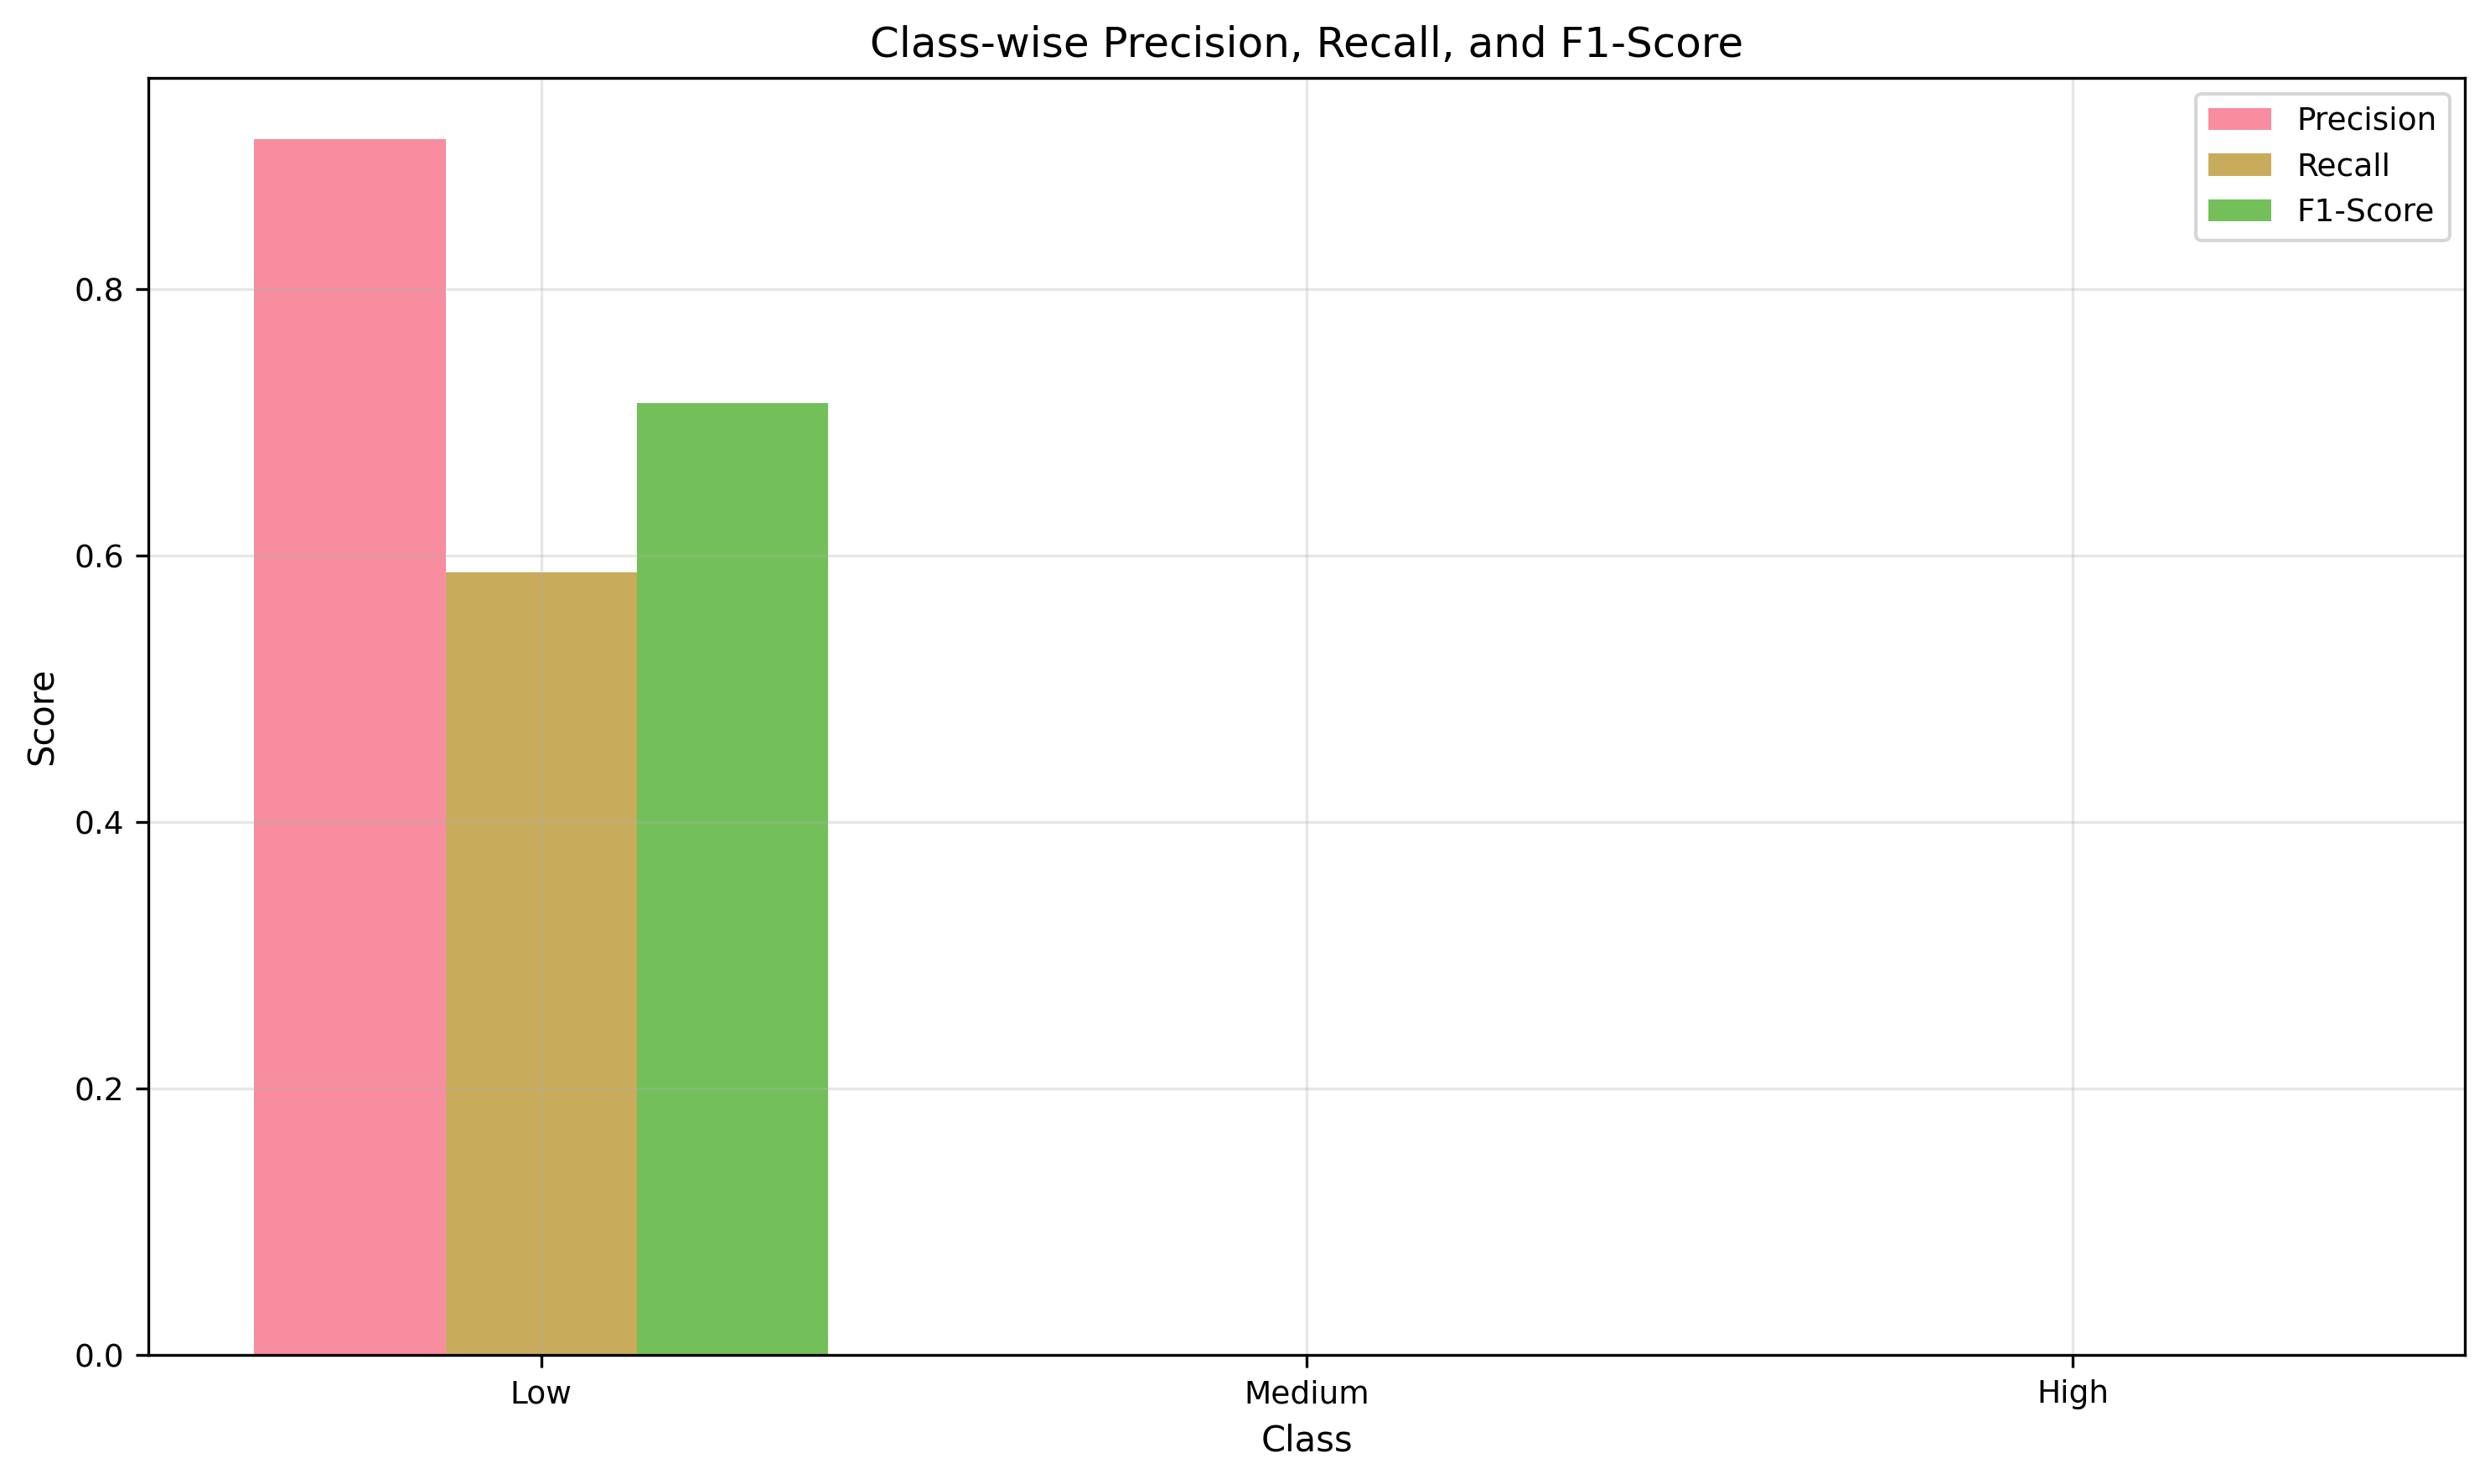 Class-wise Precision, Recall, and F1-Score
Precision
Recall
F1-Score
Score
0.8
0.6
0.4
0.2
0.0
Low
Medium
High
Class